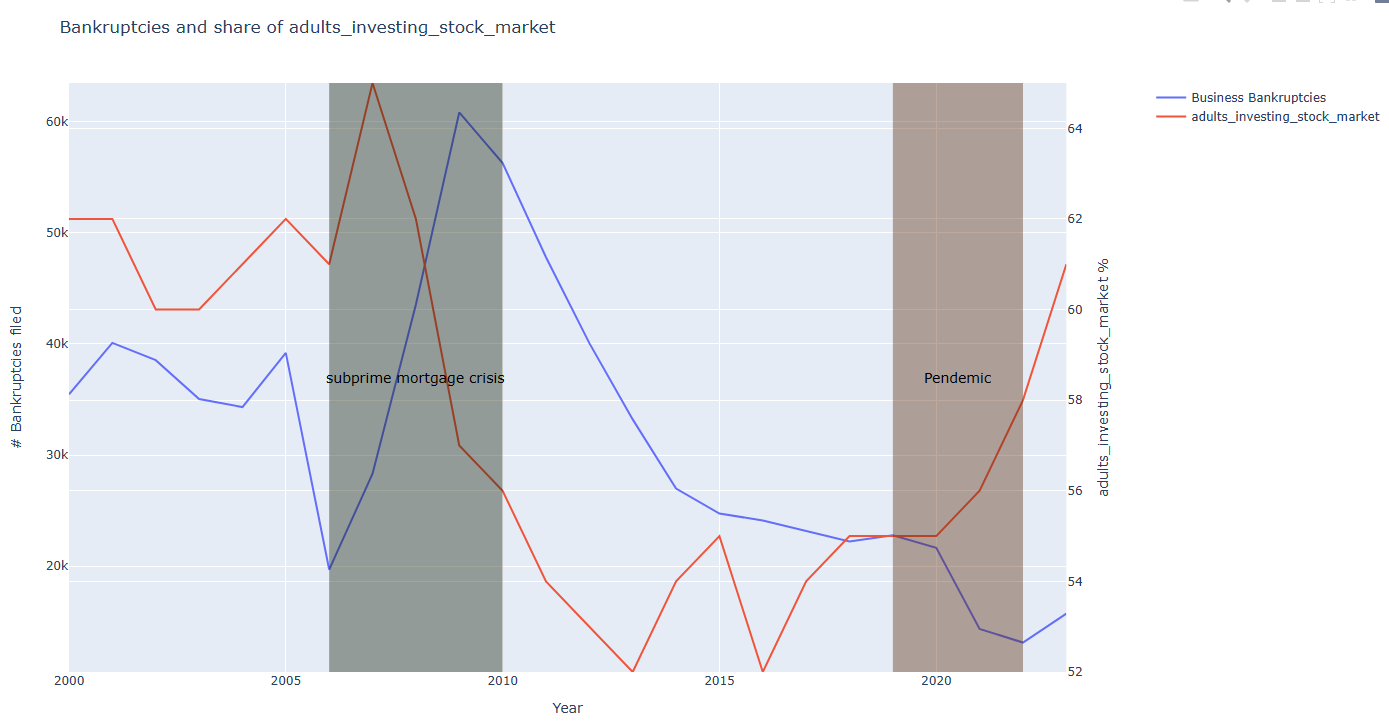 Bankruptcies and share of adults_investing_stock_market
Business Bankruptcies
adults_investing_stock_market
60k
50k
40k
30k
20k
# Bankruptcies filed
subprime mortgage crisis
Pendemic
64
62
60
58
56
54
52
adults_investing_stock_market %
2000
2005
2010
2015
2020
Year